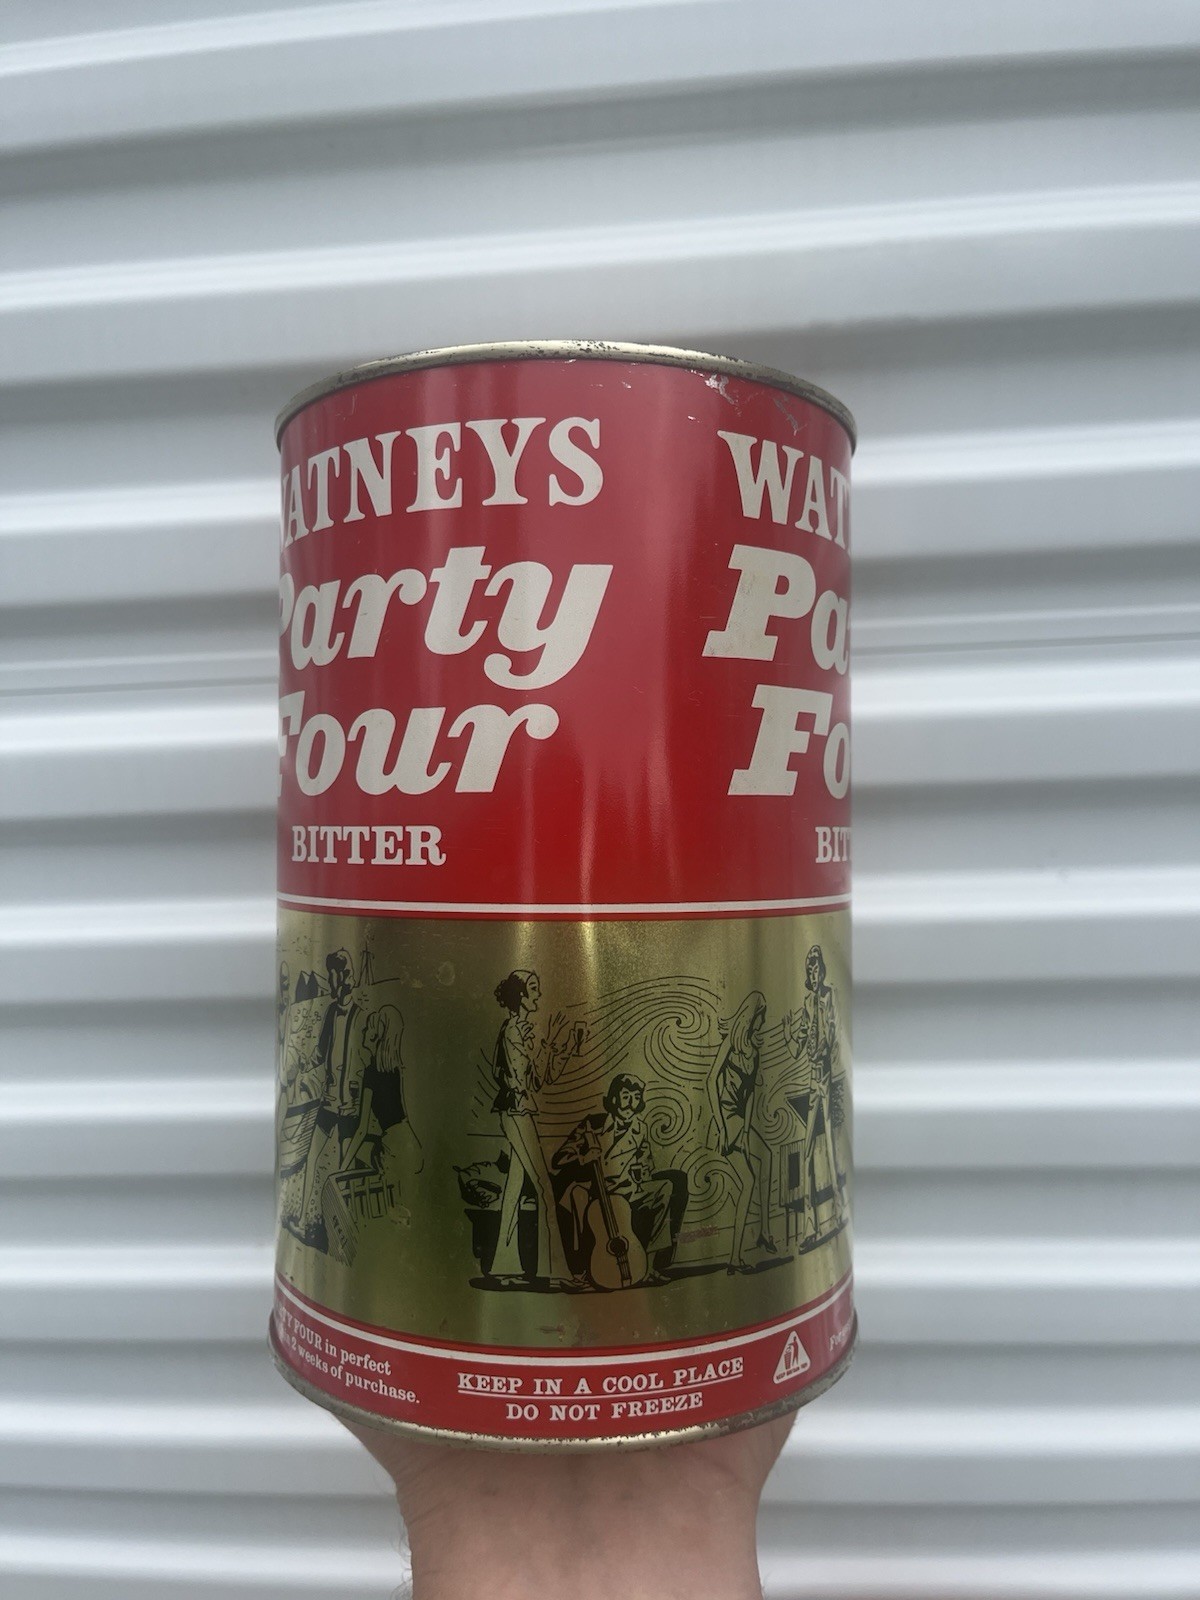 WATNEYS
Party
Four
BITTER
WAT
Pa
Fo
BIT
FOUR in perfect
2 weeks of purchase.
KEEP IN A COOL PLACE
DO NOT FREEZE